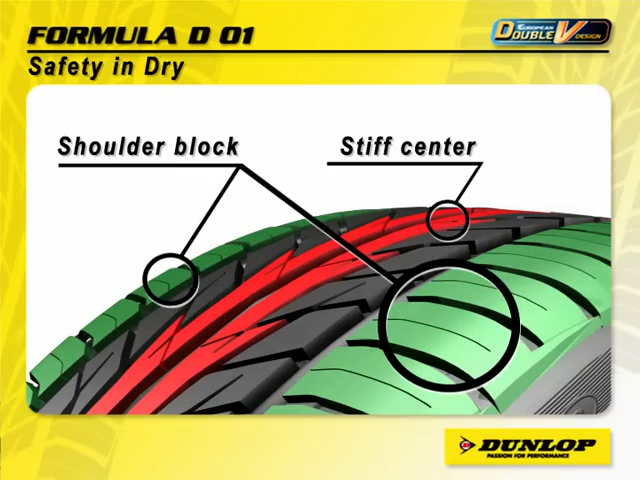 FORMULA D 01
EUROPEAN
DOUBLE V DESIGN
Safety in Dry
Shoulder block
Stiff center
DUNLOP
PASSION FOR PERFORMANCE